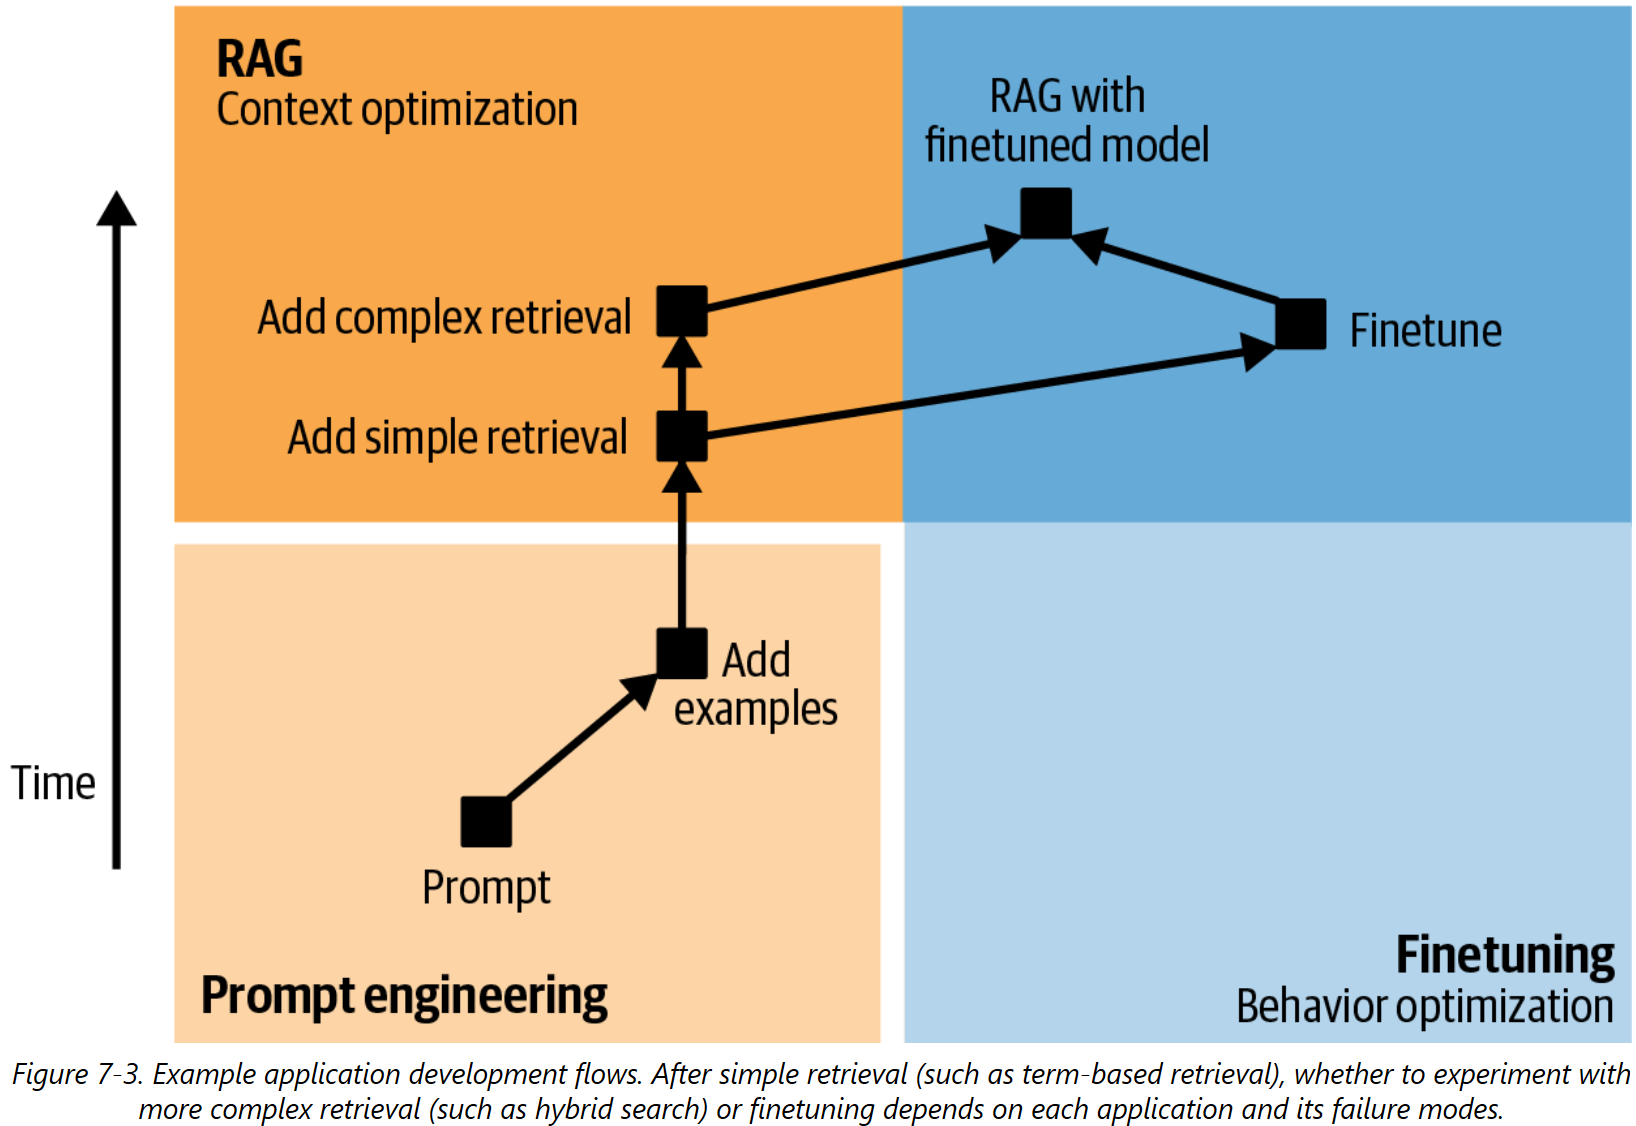 RAG
Context optimization
RAG with
finetuned model
Add complex retrieval
Finetune
Add simple retrieval
Add
examples
Time
Prompt
Prompt engineering
Finetuning
Behavior optimization
Figure 7-3. Example application development flows. After simple retrieval (such as term-based retrieval), whether to experiment with
more complex retrieval (such as hybrid search) or finetuning depends on each application and its failure modes.